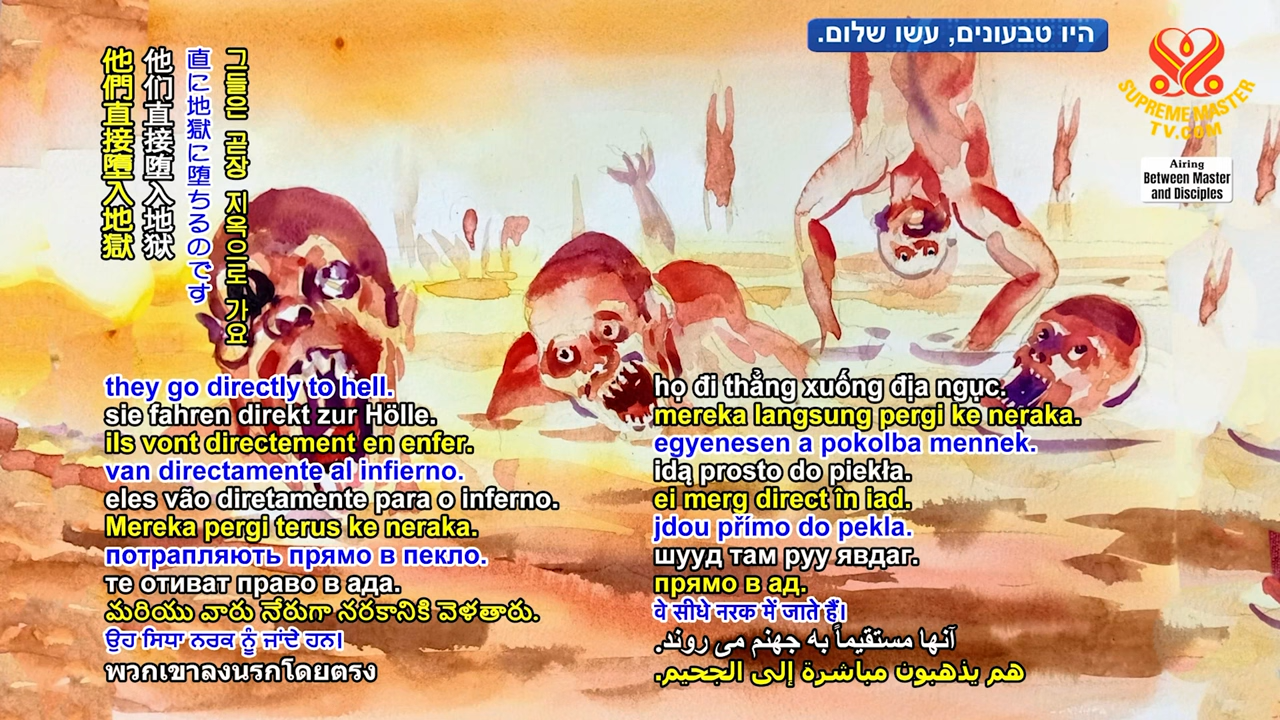 היו טבעונים, עשו שלום.
SUPREME MASTER
TV.COM
Airing
Between Master
and Disciples
그들은 곧장 지옥으로 가요
直に地獄に堕ちるのです
他们直接堕入地狱
他們直接墮入地獄
they go directly to hell.
sie fahren direkt zur Hölle.
ils vont directement en enfer.
van directamente al infierno.
eles vão diretamente para o inferno.
Mereka pergi terus ke neraka.
потрапляють прямо в пекло.
те отиват право в ада.
మరియు వారు నేరుగా నరకానికి వెళతారు.
ਉਹ ਸਿਧਾ ਨਰਕ ਨੂੰ ਜਾਂਦੇ ਹਨ।
พวกเขาลงนรกโดยตรง
họ đi thẳng xuống địa ngục.
mereka langsung pergi ke neraka.
egyenesen a pokolba mennek.
idą prosto do piekła.
ei merg direct în iad.
jdou přímo do pekla.
шууд там руу явдаг.
прямо в ад.
वे सीधे नरक में जाते हैं।
آنها مستقیماً به جهنم می روند.
هم يذهبون مباشرة إلى الجحيم.